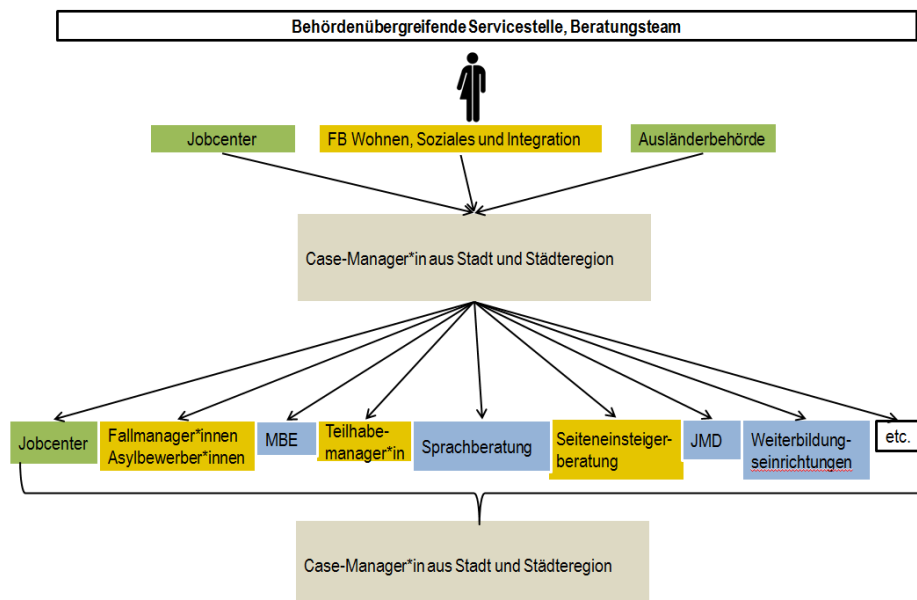 Behördenübergreifende Servicestelle, Beratungsteam
Jobcenter
FB Wohnen, Soziales und Integration
Ausländerbehörde
Case-Manager*in aus Stadt und Städteregion
Jobcenter
Fallmanager*innen
Asylbewerber*innen
MBE
Teilhabe-
manager*in
Sprachberatung
Seiteneinsteiger-
beratung
JMD
Weiterbildung-
seinrichtungen
etc.
Case-Manager*in aus Stadt und Städteregion